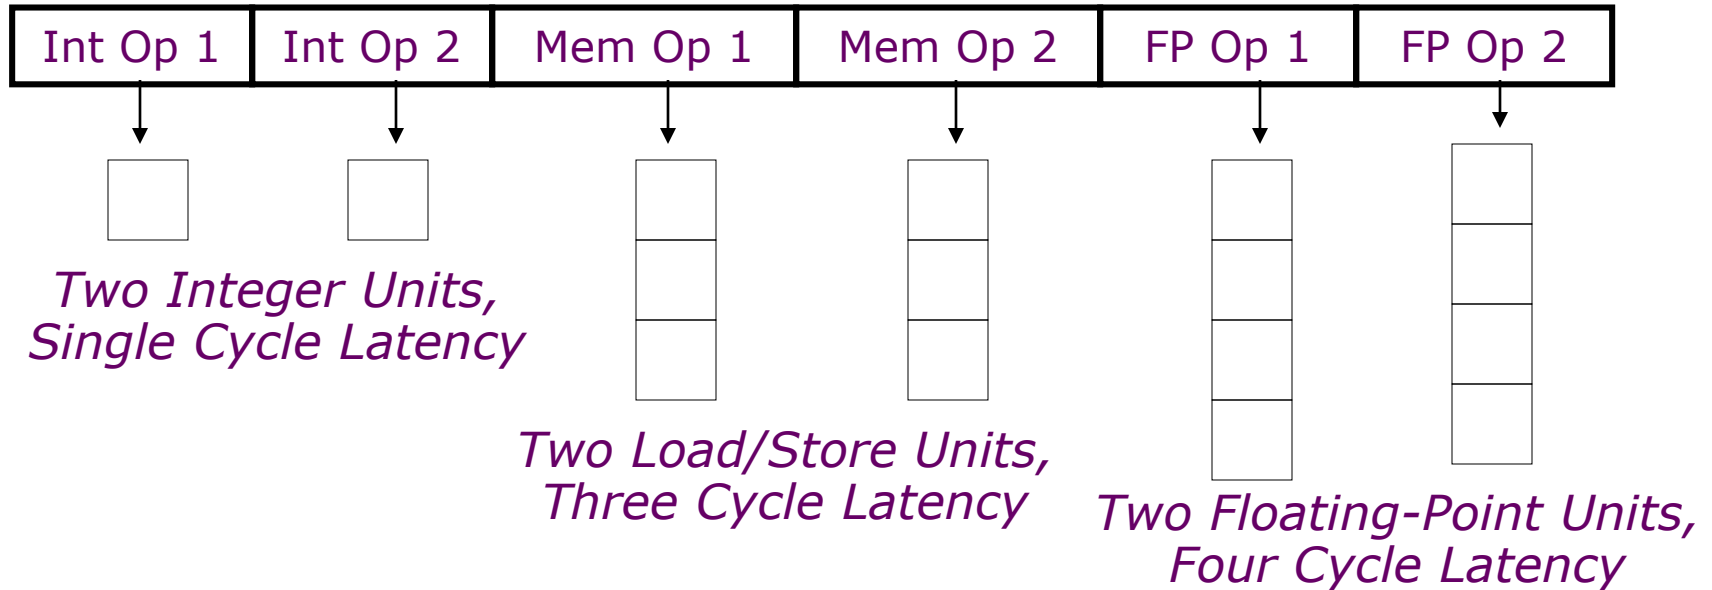 Int Op 1 Int Op 2 Mem Op 1 Mem Op 2 FP Op 1 FP Op 2
Two Integer Units,
Single Cycle Latency
Two Load/Store Units,
Three Cycle Latency
Two Floating-Point Units,
Four Cycle Latency